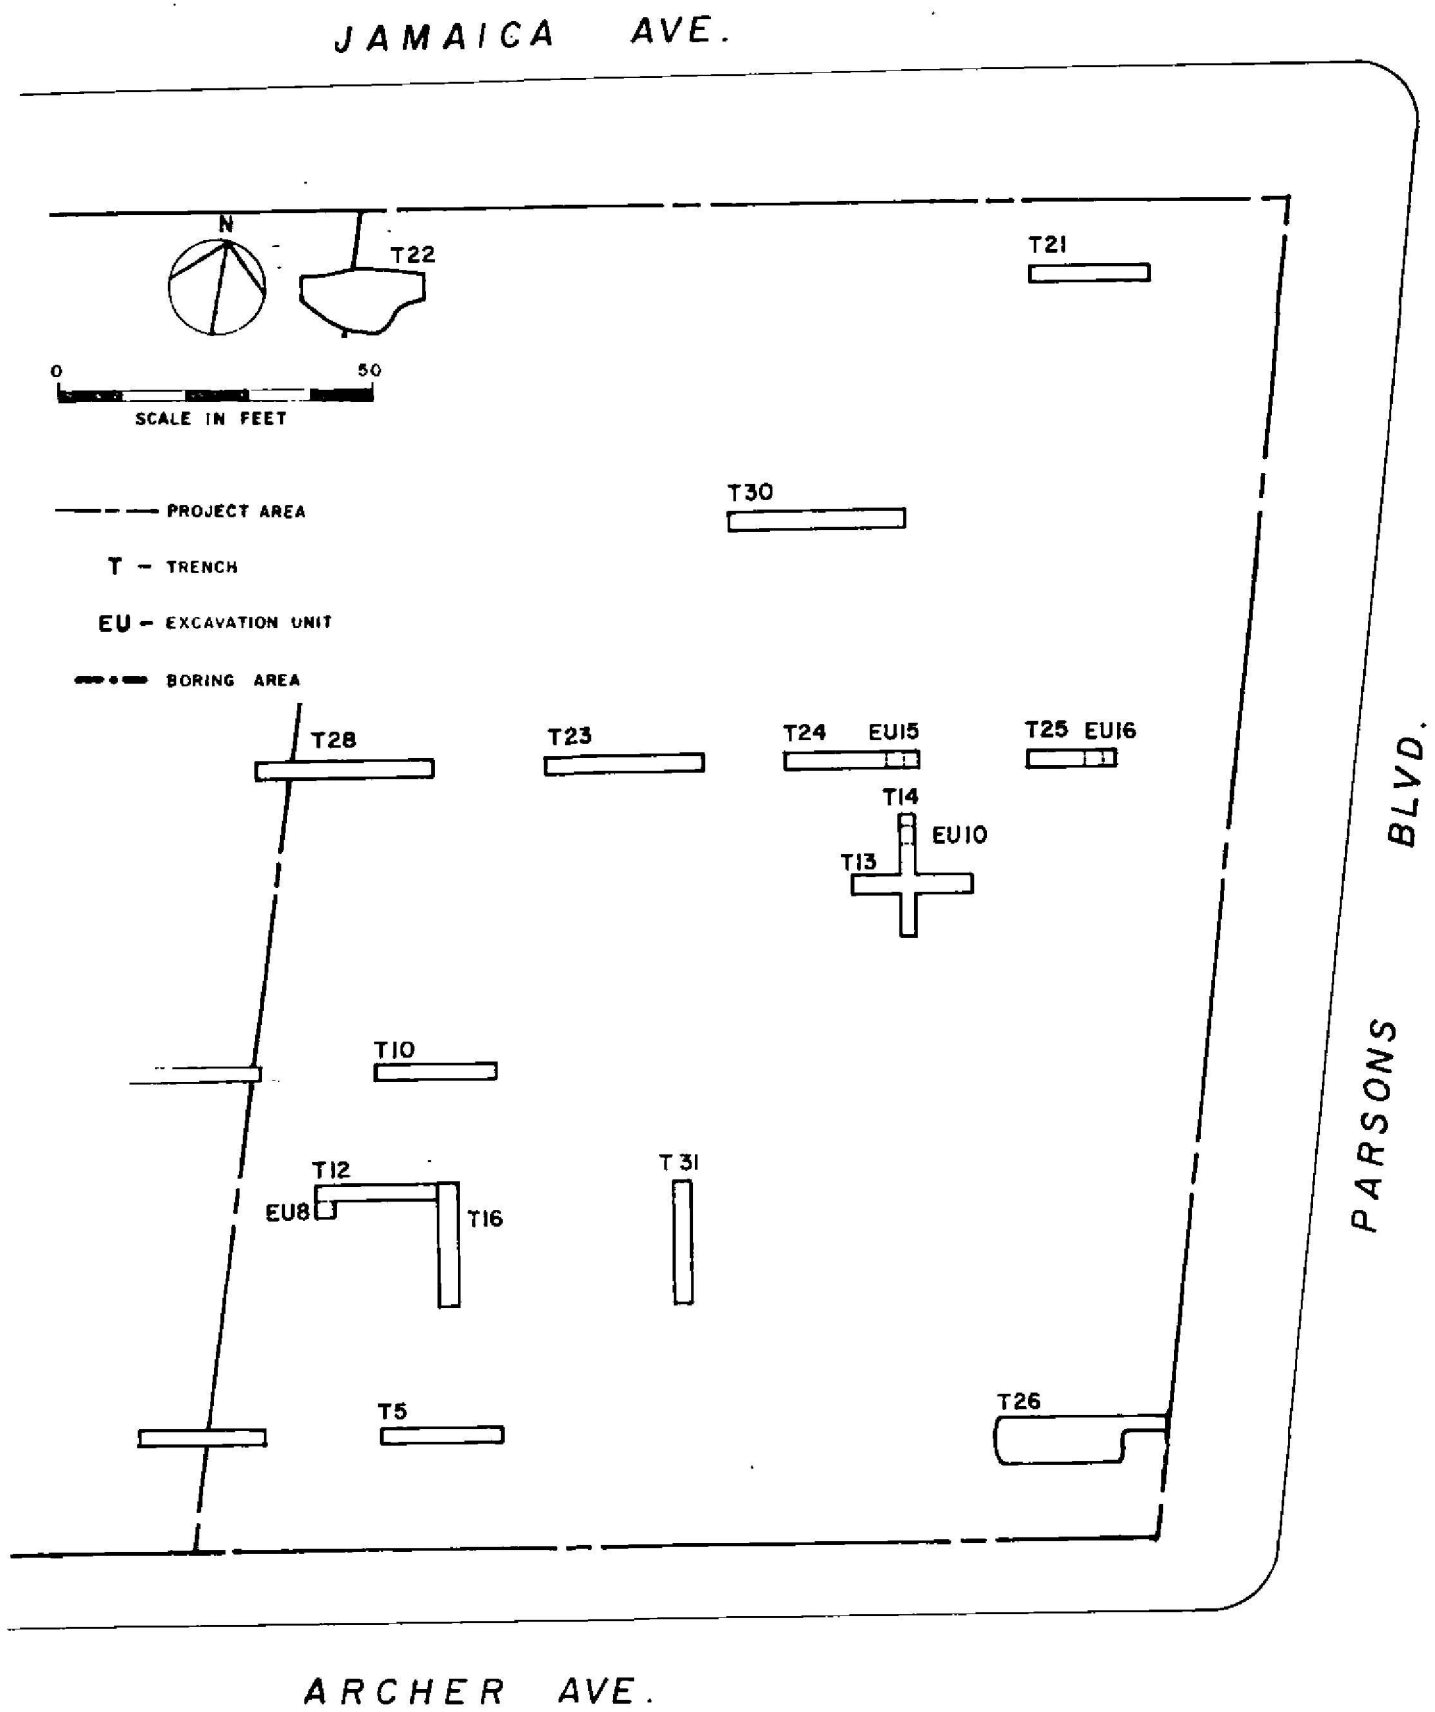 JAMAICA AVE.
N
T22
T21
0 50
SCALE IN FEET
T30
PROJECT AREA
T – TRENCH
EU – EXCAVATION UNIT
BORING AREA
T28
T23
T24 EU15
T25 EU16
T14
EU10
T13
T10
T12
EU8
T16
T31
T5
T26
PARSONS BLVD.
ARCHER AVE.